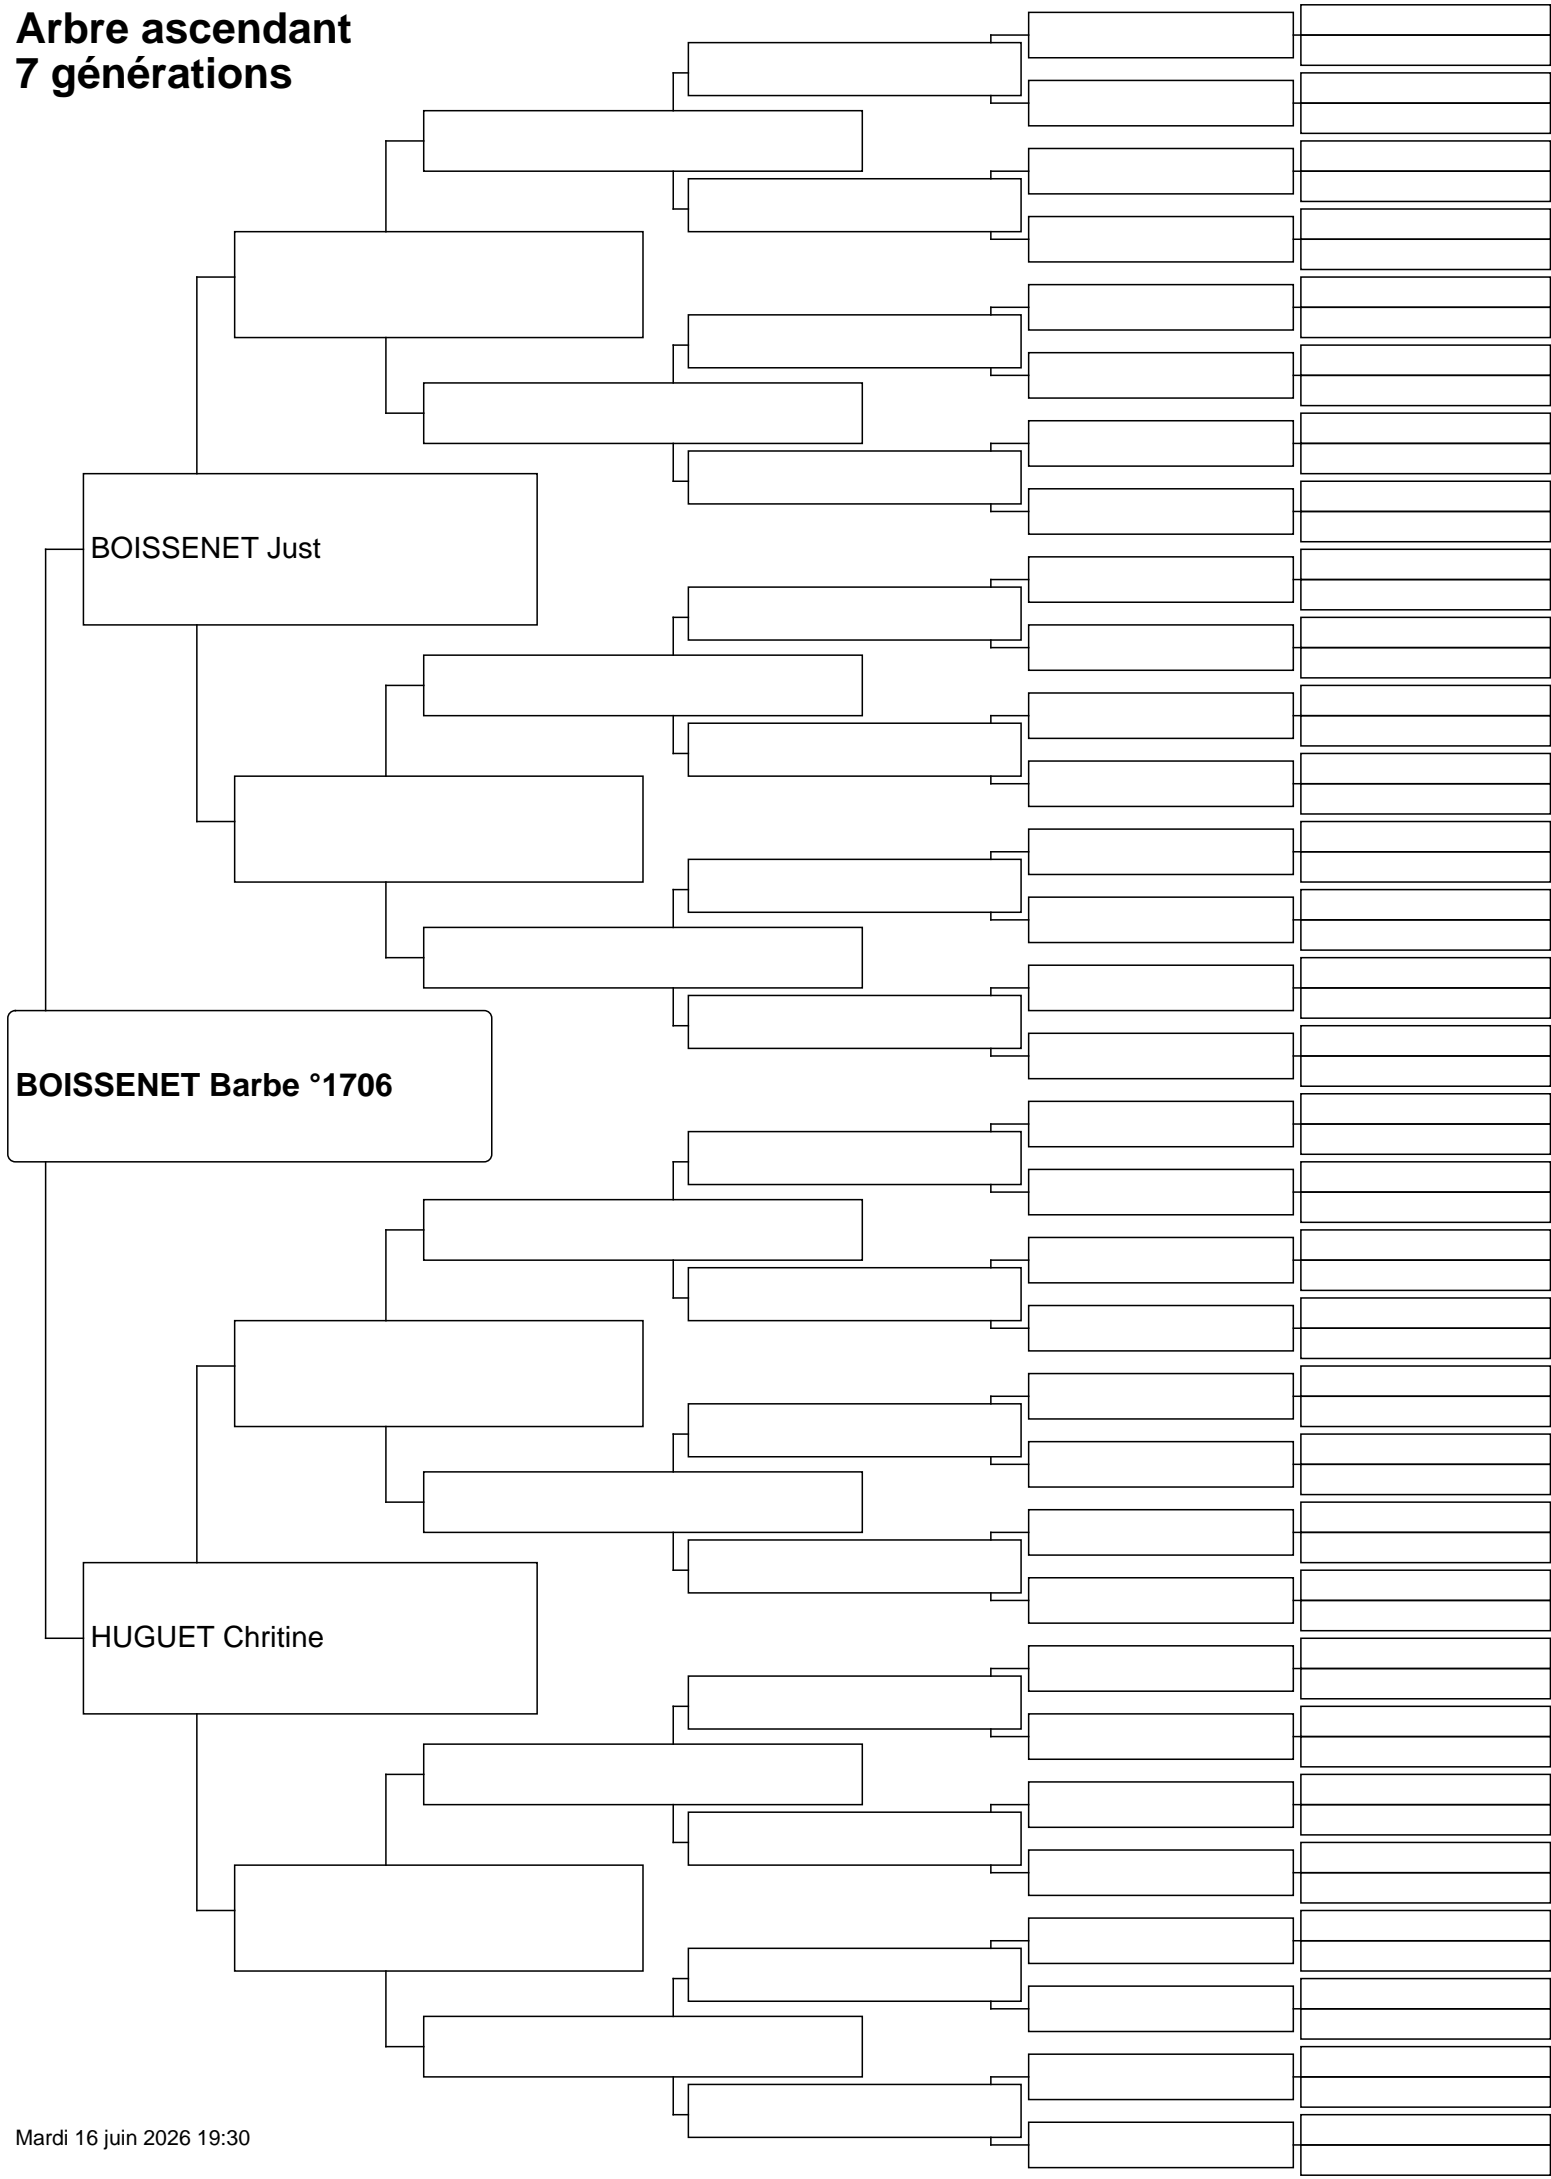 Arbre ascendant
7 générations
BOISSENET Just
BOISSENET Barbe °1706
HUGUET Chritine
Mardi 16 juin 2026 19:30